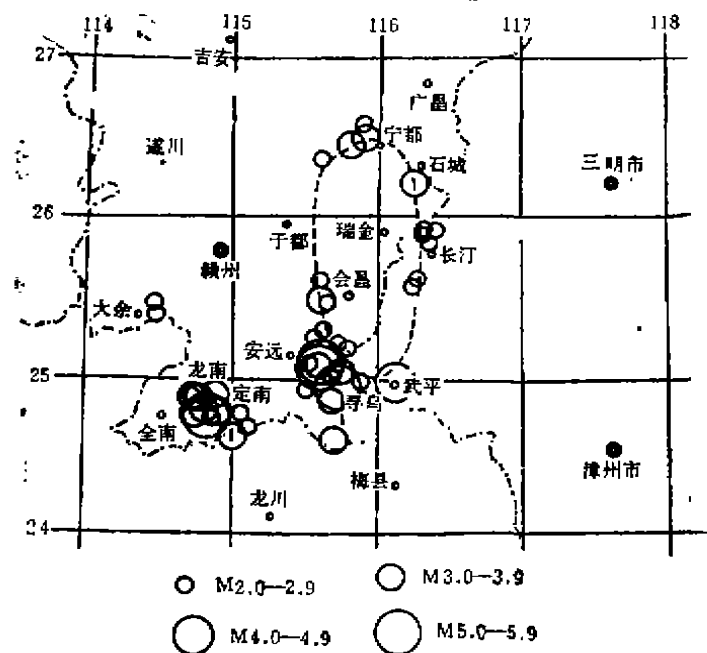 114 115 116 117 118
27
吉安
广昌
宁都
遂川
石城
三明市
26
于都
瑞金
赣州
长汀
会昌
大余
安远
25
龙南
定南
寻乌
武平
全南
漳州市
龙川
梅县
24
M2.0—2.9
M3.0—3.9
M4.0—4.9
M5.0—5.9